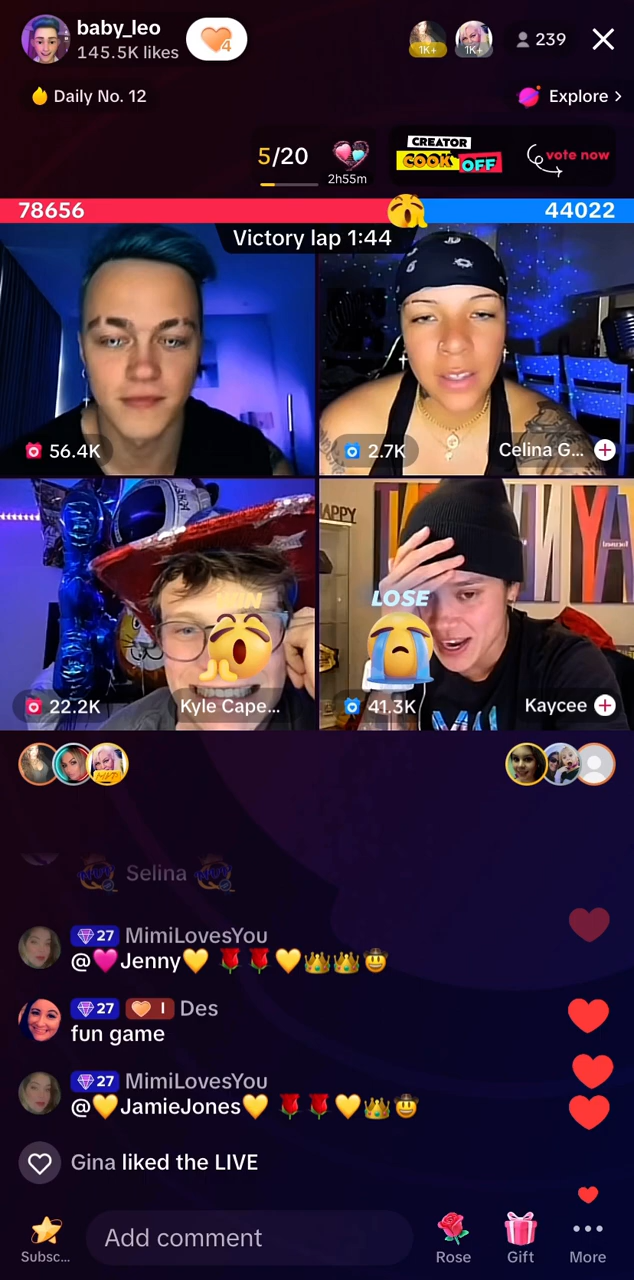 baby_leo
145.5K likes
4
1K+
1K+
239
Daily No. 12
Explore >
5/20
2h55m
CREATOR
COOK OFF
vote now
78656
44022
Victory lap 1:44
56.4K
2.7K
Celina G...
HAPPY
WIN
LOSE
22.2K
Kyle Cape...
41.3K
Kaycee
Selina
27 MimiLovesYou
@💗Jenny💛 🌹🌹💛👑👑🤠
27 I Des
fun game
27 MimiLovesYou
@💛JamieJones💛 🌹🌹💛👑🤠
Gina liked the LIVE
Subsc...
Add comment
Rose
Gift
More